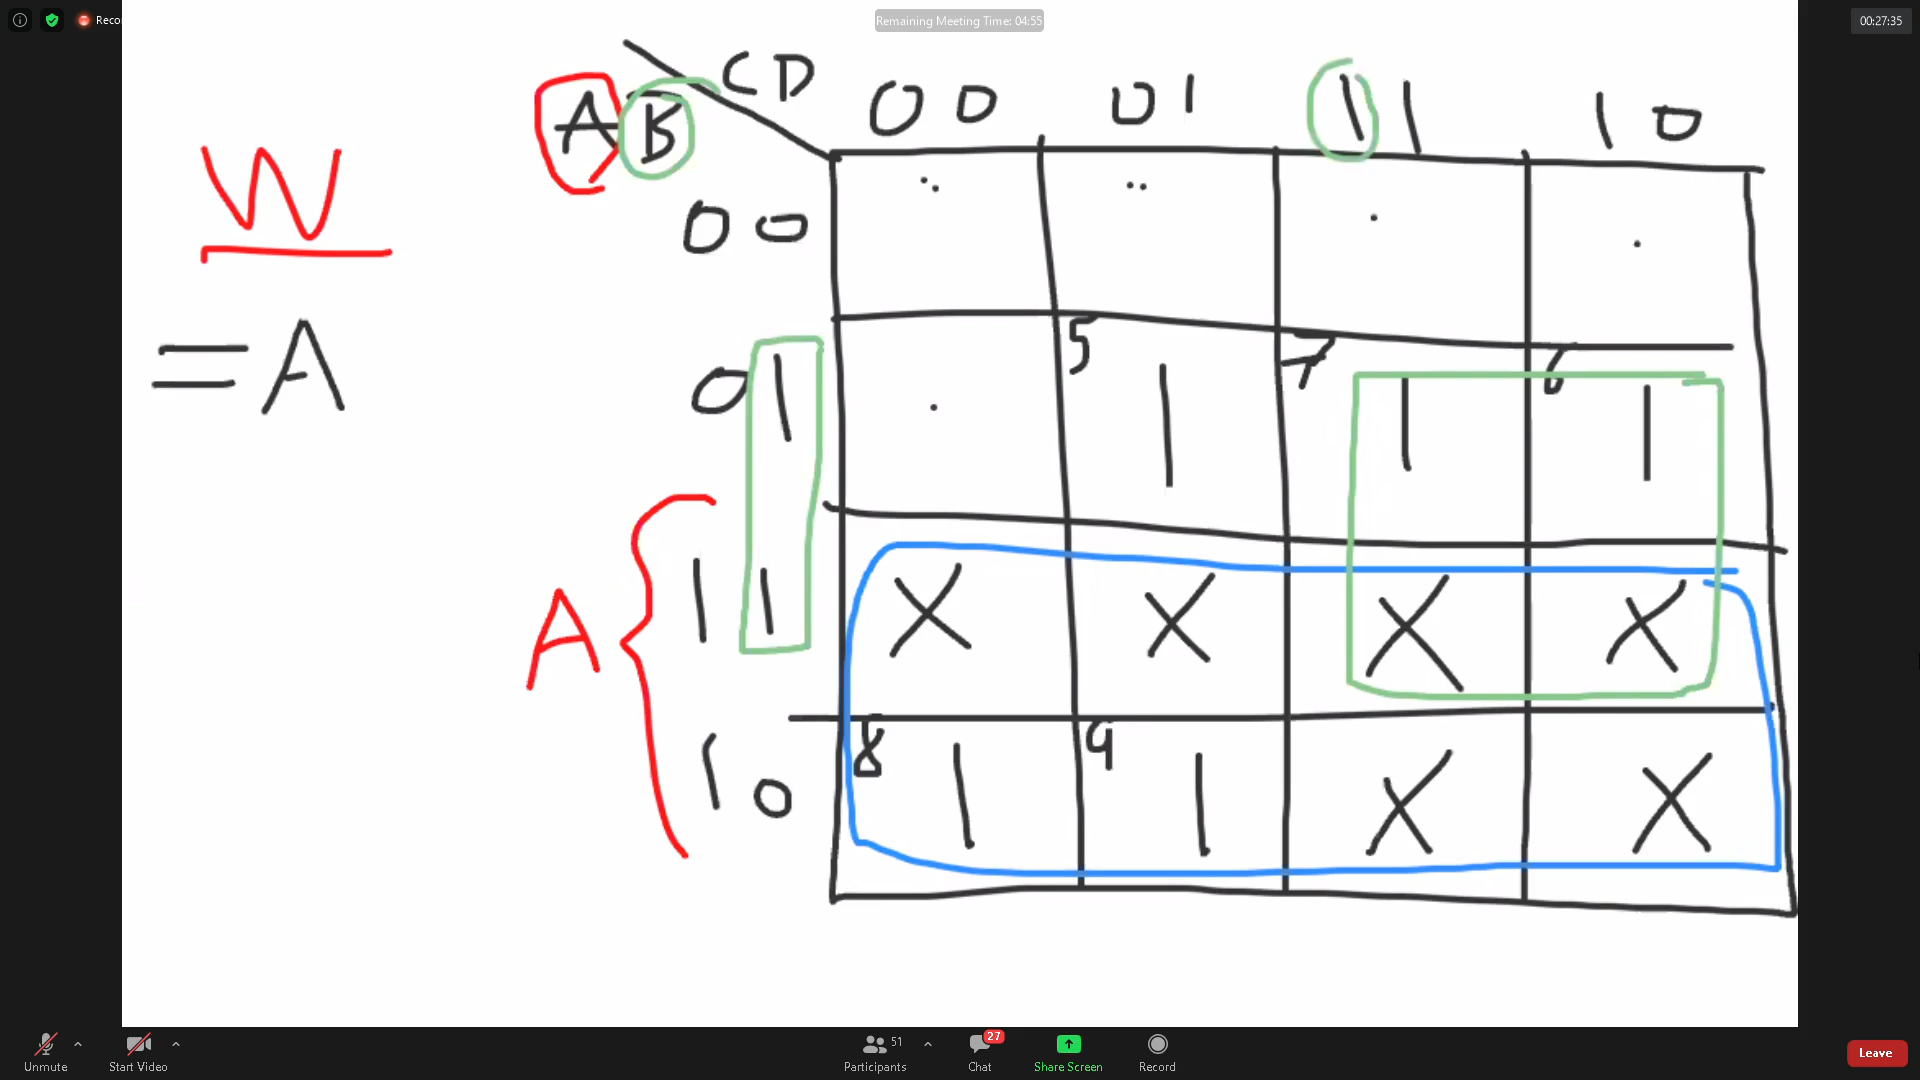 Reco
Remaining Meeting Time: 04:55
00:27:35
CD
AB
00 01 11 10
W
00
= A
01 5 1 7 1 6 1
A
11 X X X X
10 8 1 9 1 X X
Unmute
Start Video
51
Participants
27
Chat
Share Screen
Record
Leave